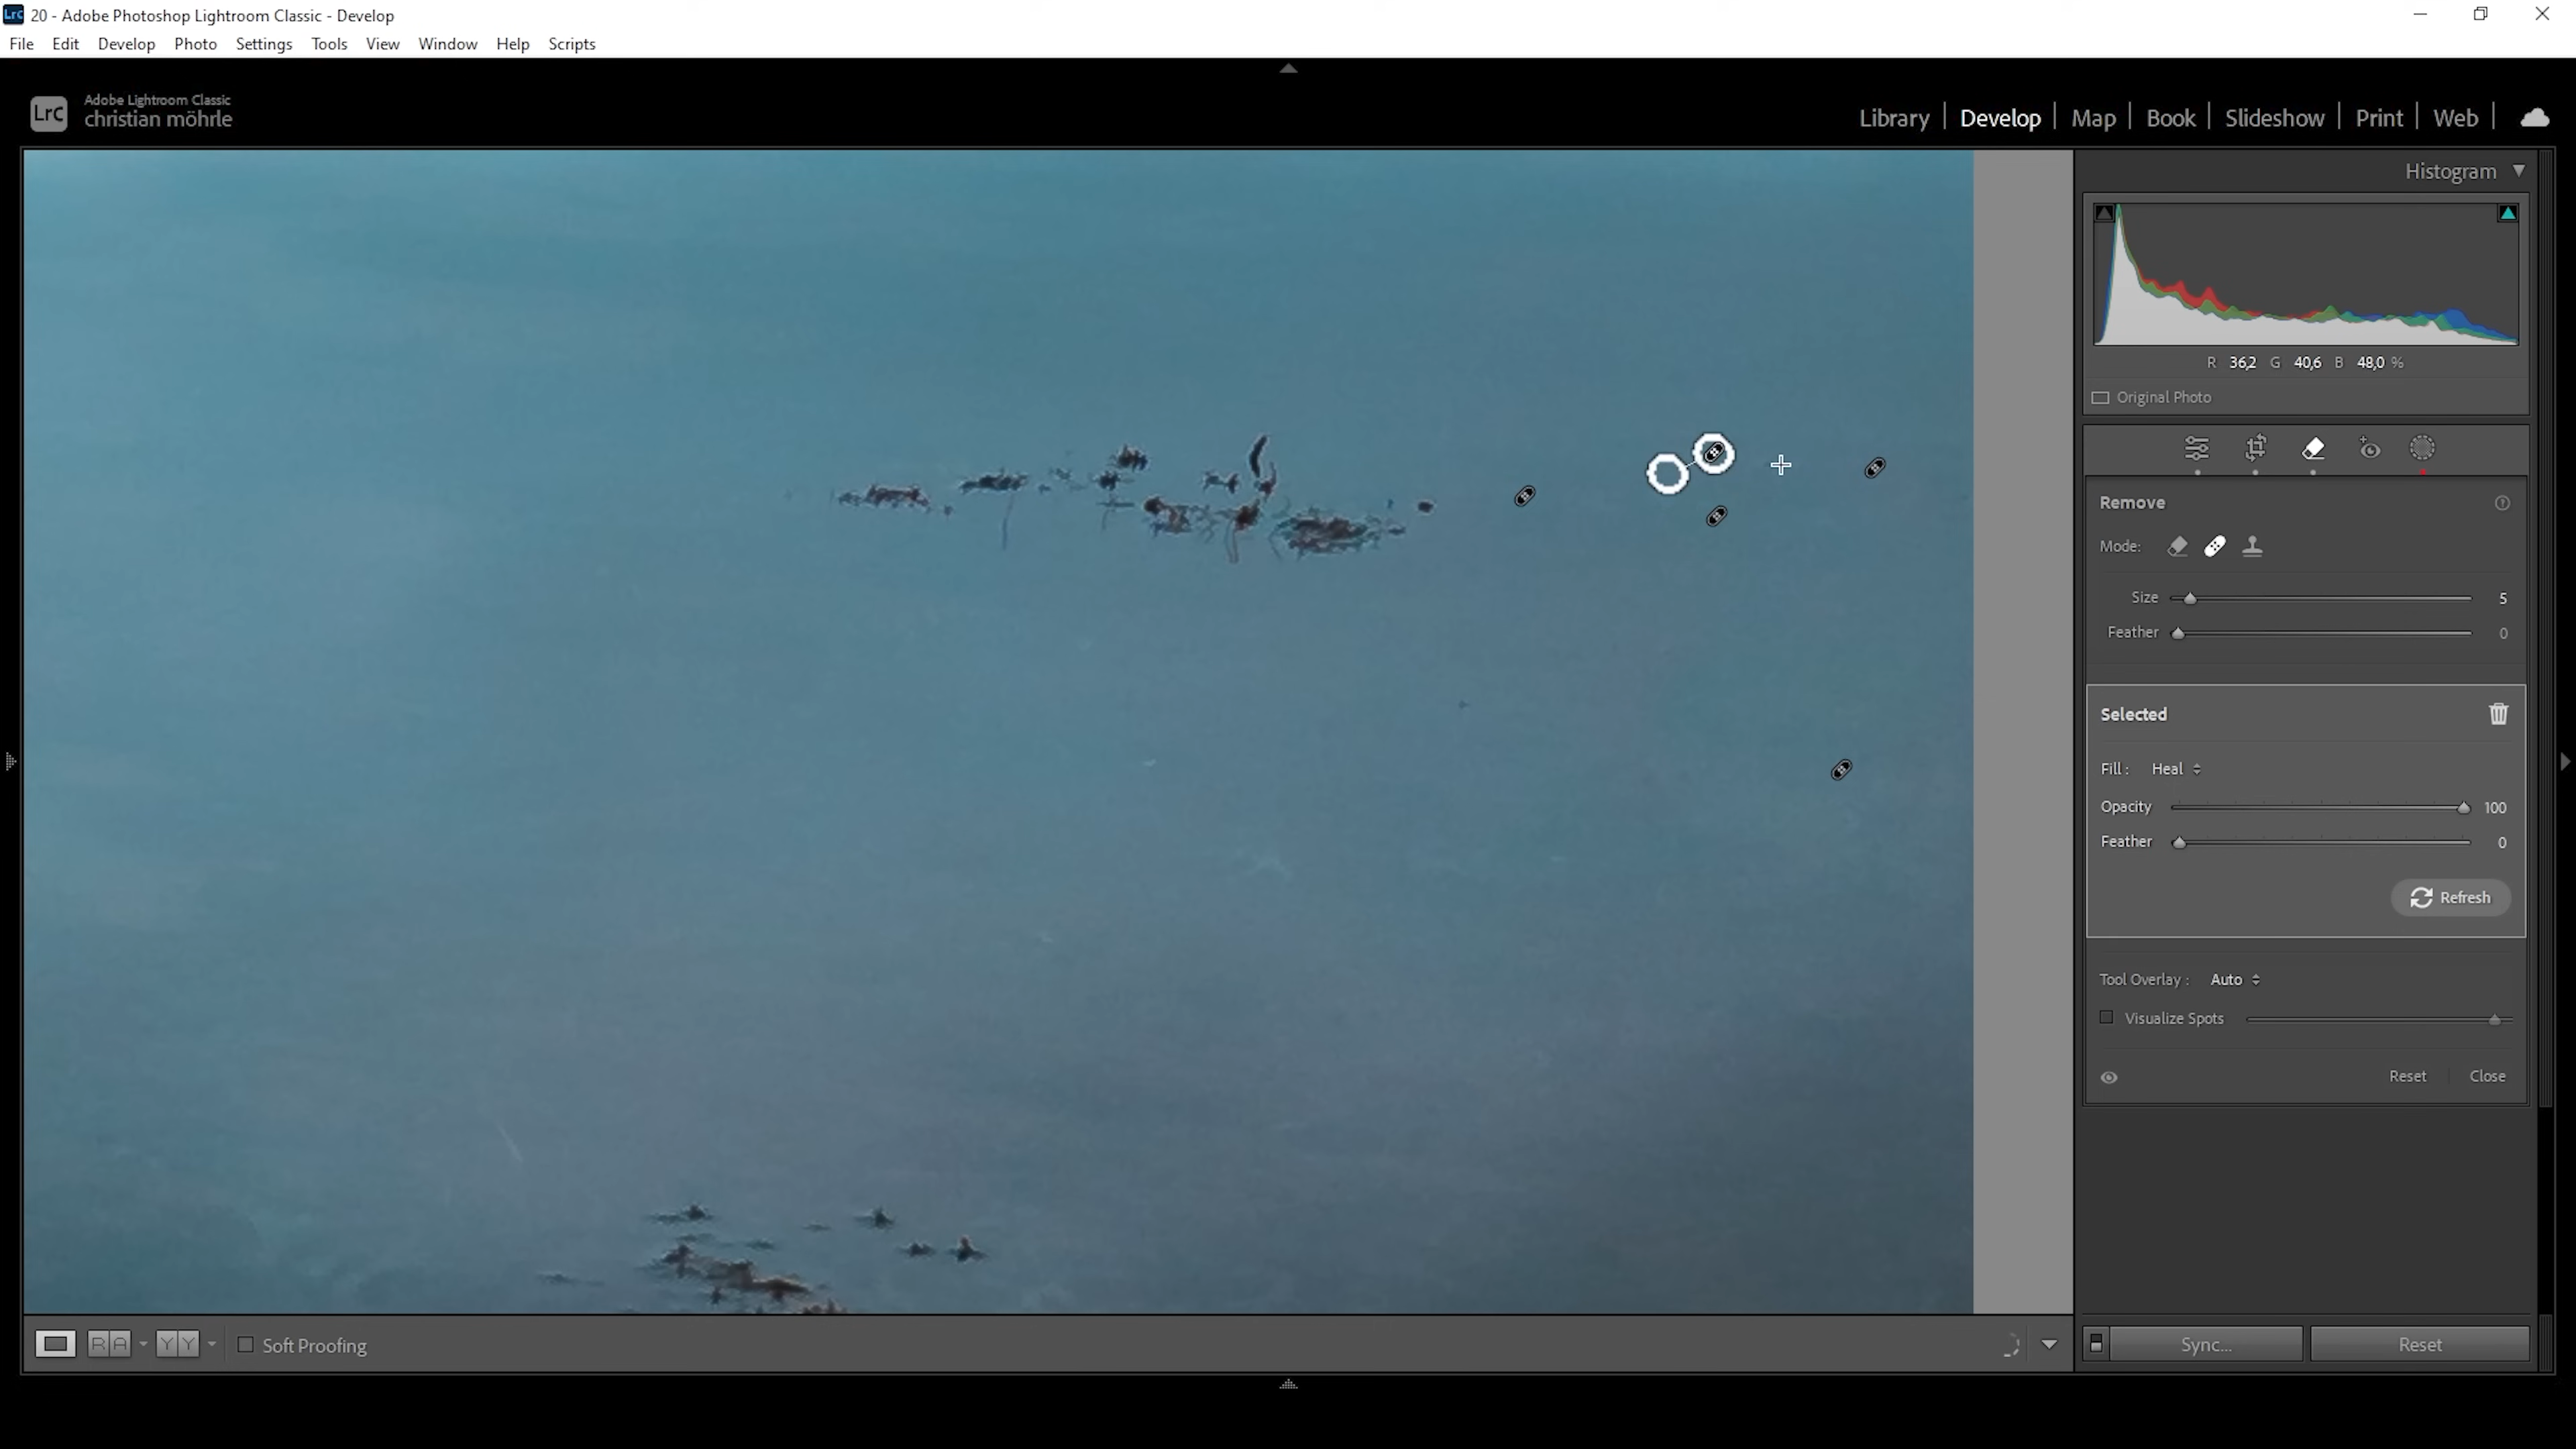 Lrc 20 - Adobe Photoshop Lightroom Classic - Develop
File Edit Develop Photo Settings Tools View Window Help Scripts
Lrc Adobe Lightroom Classic
christian möhrle
Library Develop Map Book Slideshow Print Web
Histogram
R 36,2 G 40,6 B 48,0 %
Original Photo
Remove
Mode:
Size 5
Feather 0
Selected
Fill : Heal
Opacity 100
Feather 0
Refresh
Tool Overlay : Auto
Visualize Spots
Reset Close
R A Y Y Soft Proofing
Sync... Reset